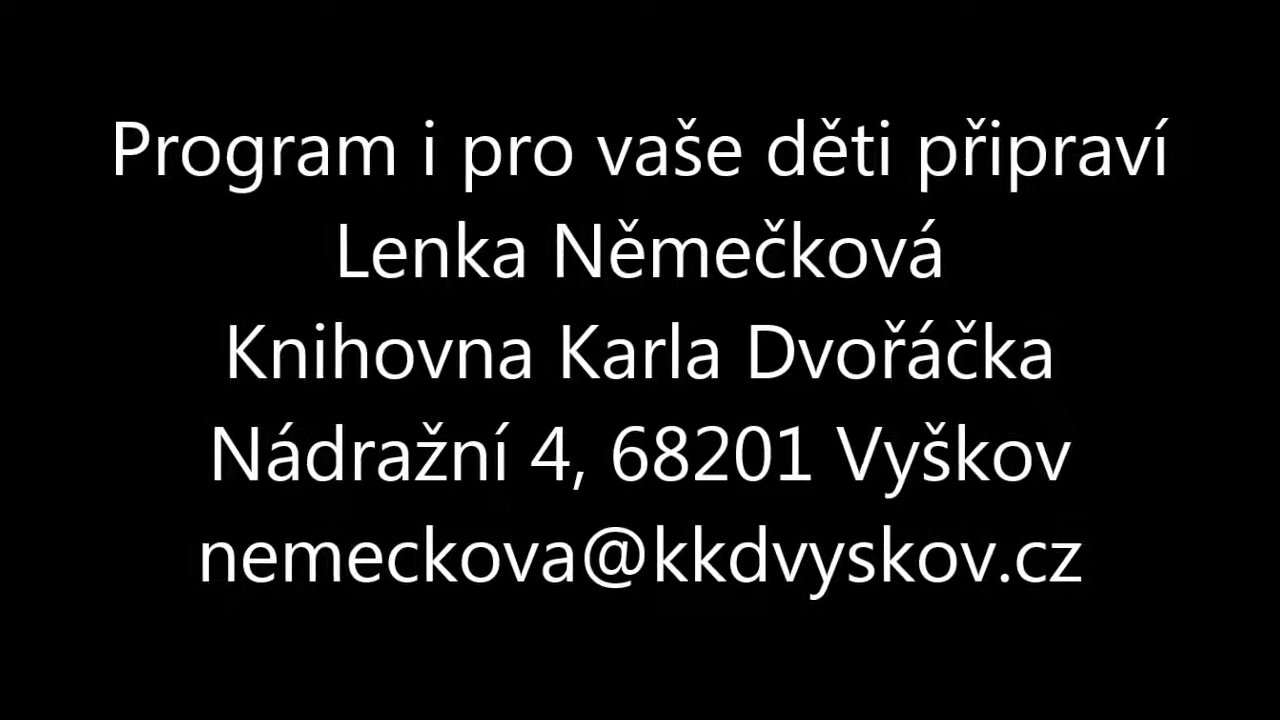 Program i pro vaše děti připraví
Lenka Němečková
Knihovna Karla Dvořáčka
Nádražní 4, 68201 Vyškov
nemeckova@kkdvyskov.cz